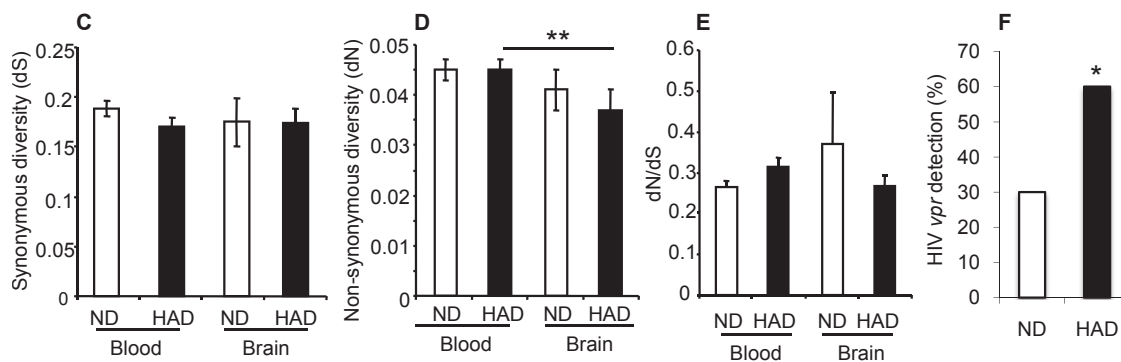 C
Synonymous diversity (dS)
0.25
0.2
0.15
0.1
0.05
0
ND HAD ND HAD
Blood Brain
D
**
Non-synonymous diversity (dN)
0.05
0.04
0.03
0.02
0.01
0
ND HAD ND HAD
Blood Brain
E
dN/dS
0.6
0.5
0.4
0.3
0.2
0.1
0
ND HAD ND HAD
Blood Brain
F
*
HIV vpr detection (%)
70
60
50
40
30
20
10
0
ND HAD